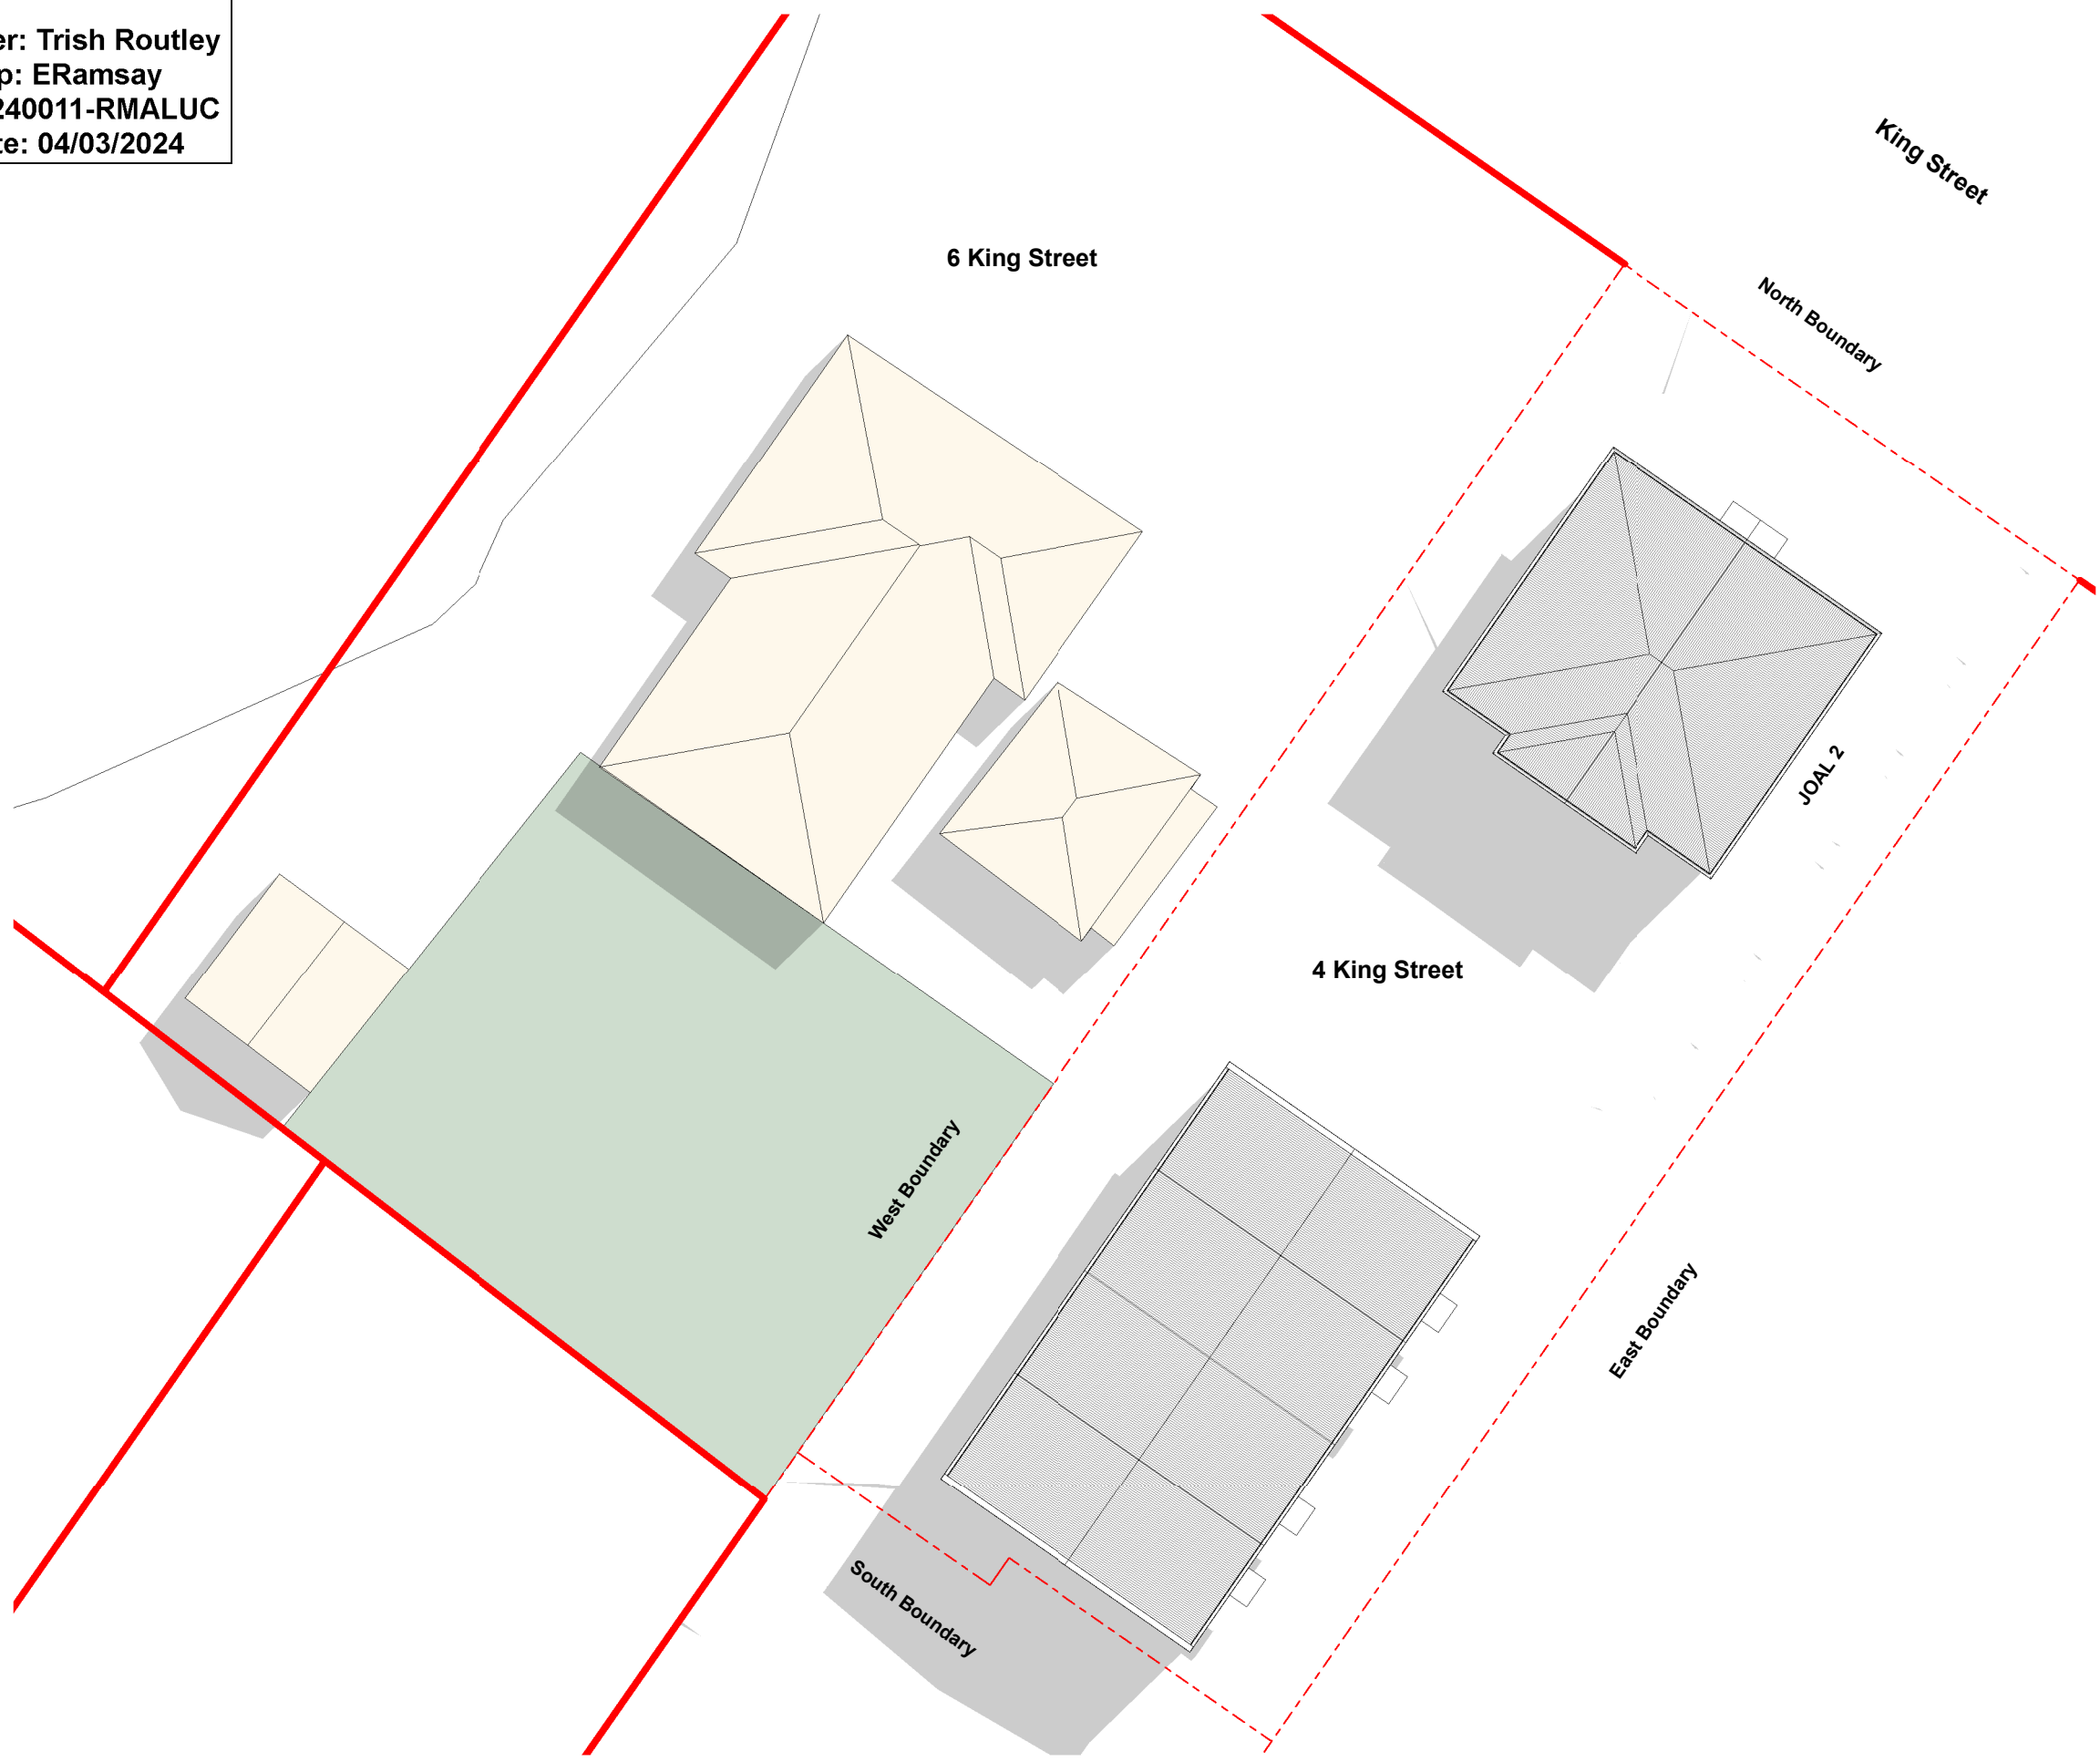 er: Trish Routley
p: ERamsay
240011-RMALUC
te: 04/03/2024
King Street
6 King Street
North Boundary
JOAL 2
4 King Street
West Boundary
East Boundary
South Boundary